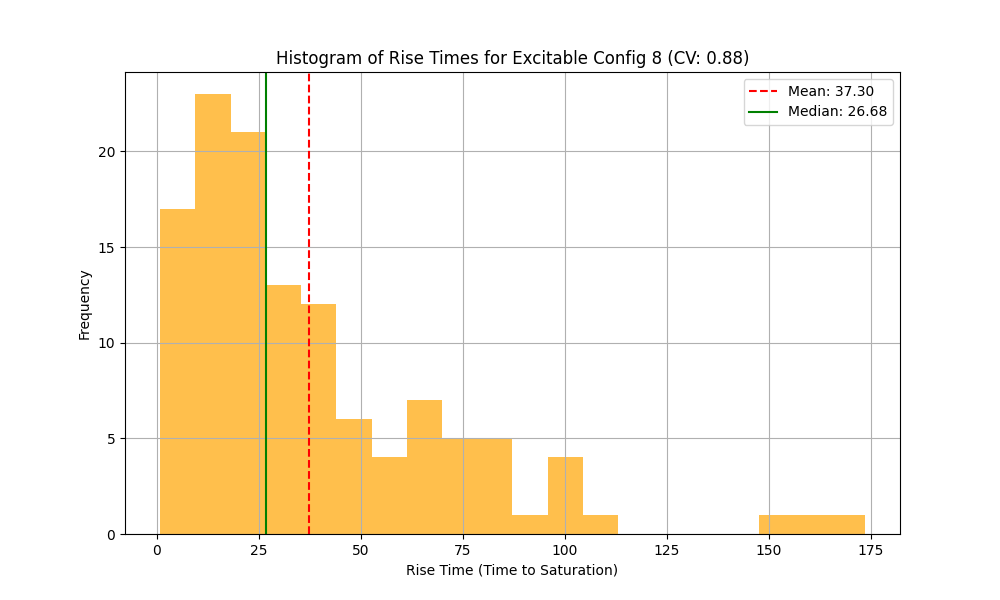 Histogram of Rise Times for Excitable Config 8 (CV: 0.88)
Mean: 37.30
Median: 26.68
Frequency
20
15
10
5
0
0 25 50 75 100 125 150 175
Rise Time (Time to Saturation)